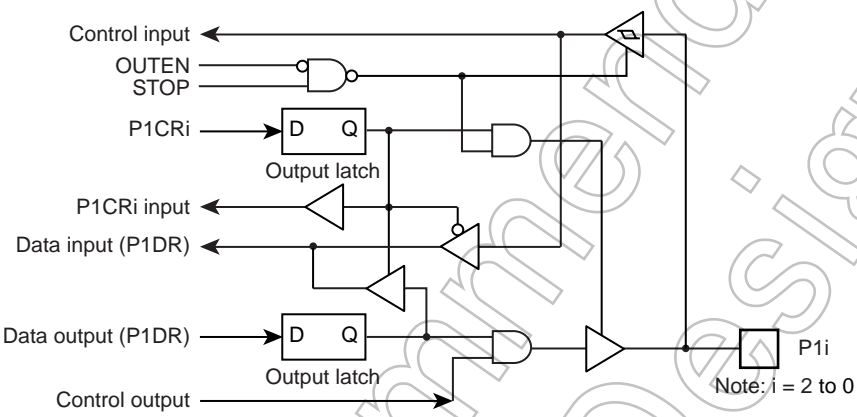 Control input
OUTEN
STOP
P1CRi
D Q
Output latch
P1CRi input
Data input (P1DR)
Data output (P1DR)
D Q
Output latch
Control output
P1i
Note: i = 2 to 0